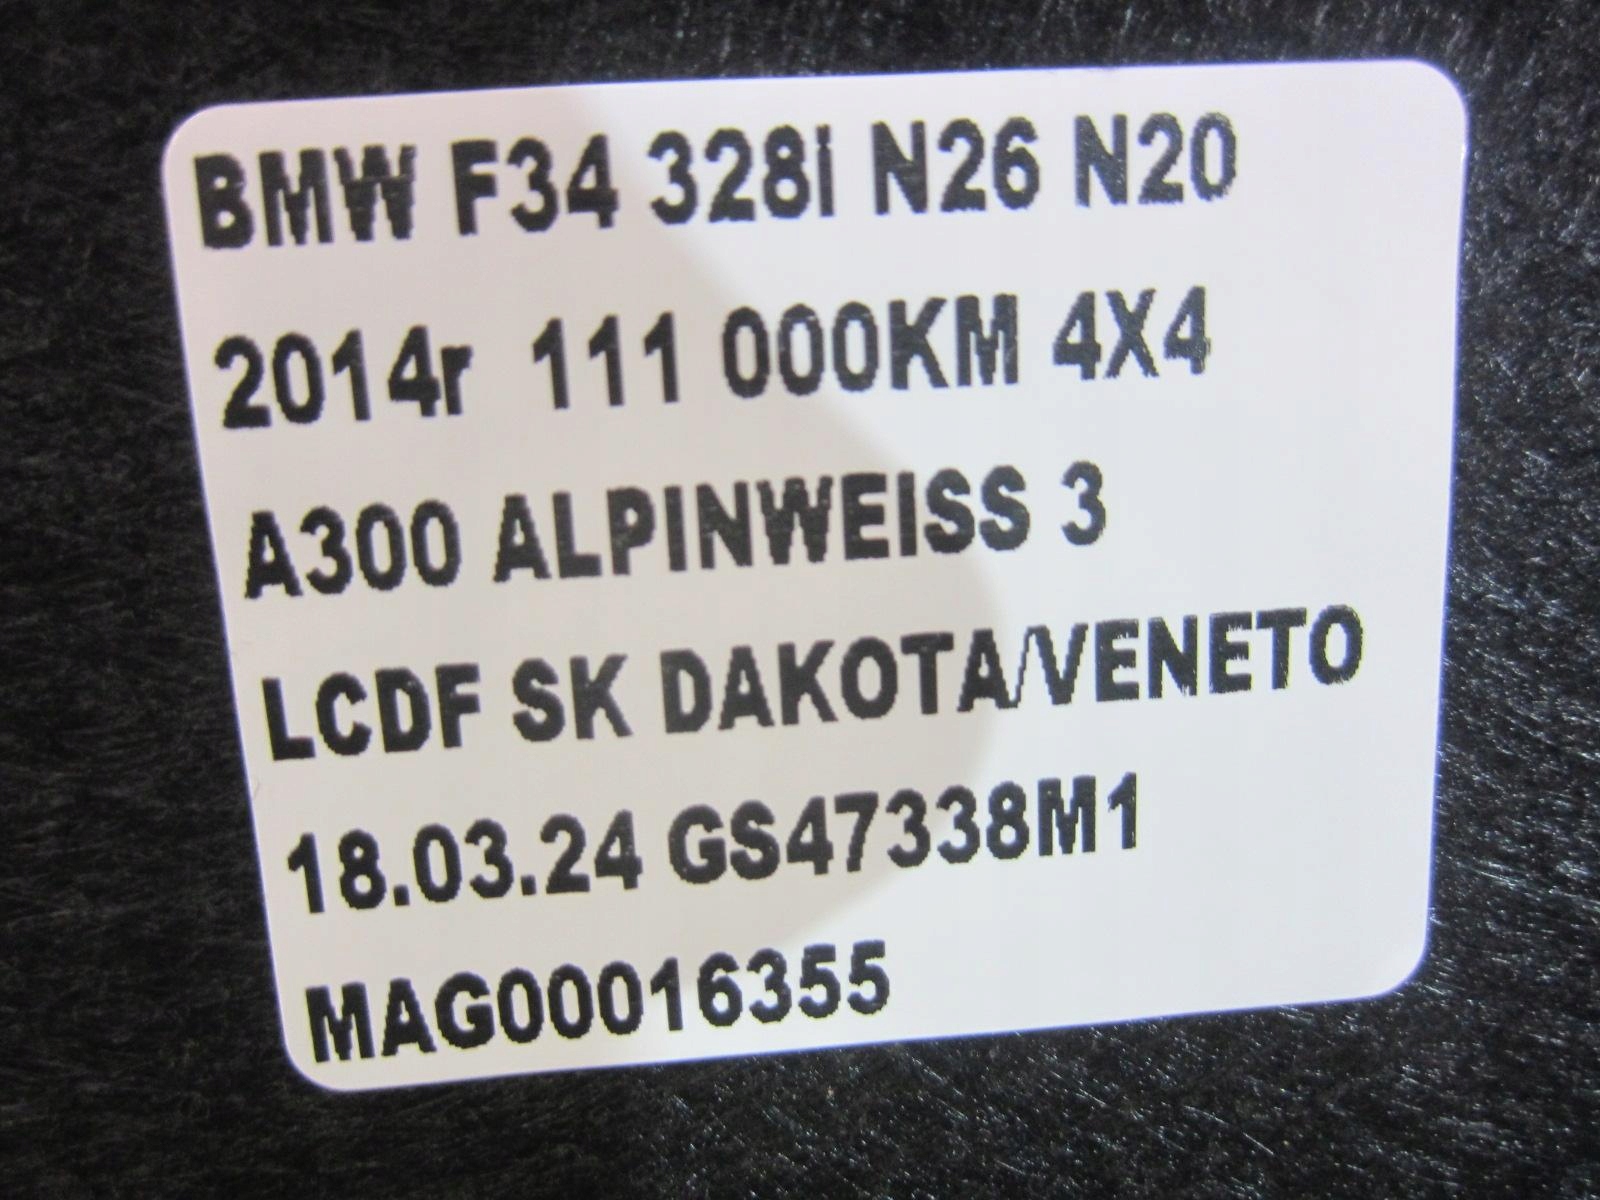 BMW F34 328i N26 N20
2014r 111 000KM 4X4
A300 ALPINWEISS 3
LCDF SK DAKOTA/VENETO
18.03.24 GS47338M1
MAG00016355